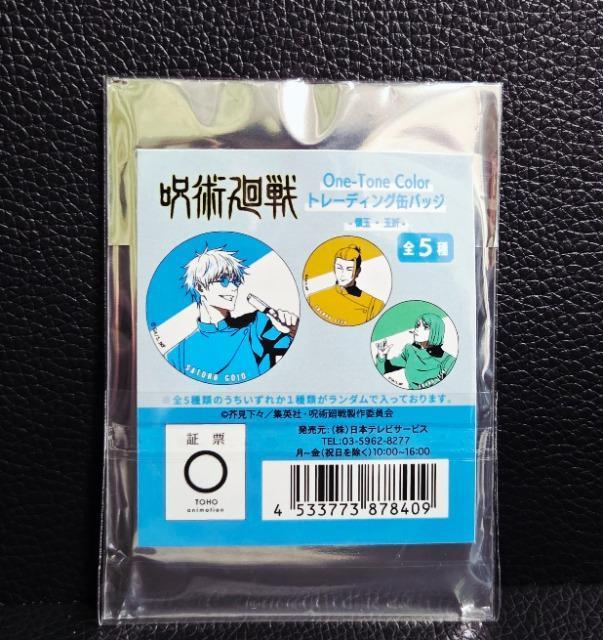 呪術廻戦
One-Tone Color
トレーディング缶バッジ
- 懐玉・玉折 -
全5種
SATORU GOJO
※全5種類のうちいずれか1種類がランダムで入っております。
©芥見下々／集英社・呪術廻戦製作委員会
発売元:(株)日本テレビサービス
TEL:03-5962-8277
月～金(祝日を除く)10:00~16:00
証票
TOHO
animation
4 533773 878409